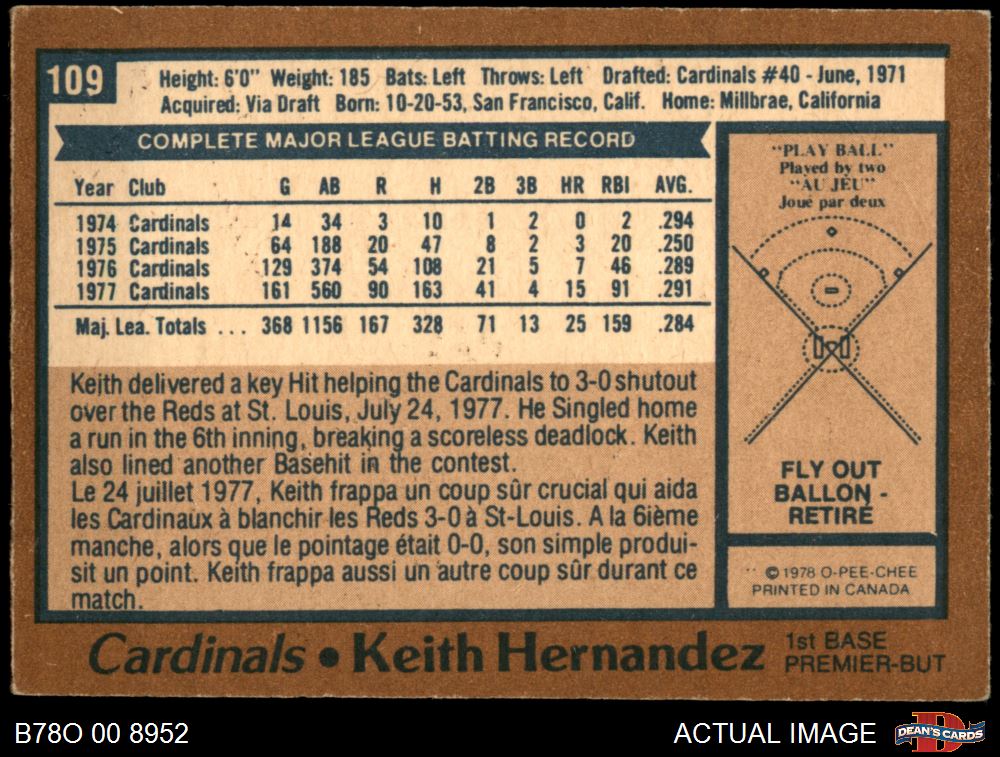 109
Height: 6'0" Weight: 185 Bats: Left Throws: Left Drafted: Cardinals #40 - June, 1971
Acquired: Via Draft Born: 10-20-53, San Francisco, Calif. Home: Millbrae, California
COMPLETE MAJOR LEAGUE BATTING RECORD
Year Club G AB R H 2B 3B HR RBI AVG.
1974 Cardinals 14 34 3 10 1 2 0 2 .294
1975 Cardinals 64 188 20 47 8 2 3 20 .250
1976 Cardinals 129 374 54 108 21 5 7 46 .289
1977 Cardinals 161 560 90 163 41 4 15 91 .291
Maj. Lea. Totals ... 368 1156 167 328 71 13 25 159 .284
Keith delivered a key Hit helping the Cardinals to 3-0 shutout
over the Reds at St. Louis, July 24, 1977. He Singled home
a run in the 6th inning, breaking a scoreless deadlock. Keith
also lined another Basehit in the contest.
Le 24 juillet 1977, Keith frappa un coup sûr crucial qui aida
les Cardinaux à blanchir les Reds 3-0 à St-Louis. A la 6ième
manche, alors que le pointage était 0-0, son simple produi-
sit un point. Keith frappa aussi un autre coup sûr durant ce
match.
"PLAY BALL"
Played by two
"AU JEU"
Joué par deux
FLY OUT
BALLON -
RETIRÉ
© 1978 O-PEE-CHEE
PRINTED IN CANADA
Cardinals • Keith Hernandez
1st BASE
PREMIER-BUT
B78O 00 8952
ACTUAL IMAGE
D
DEAN'S CARDS